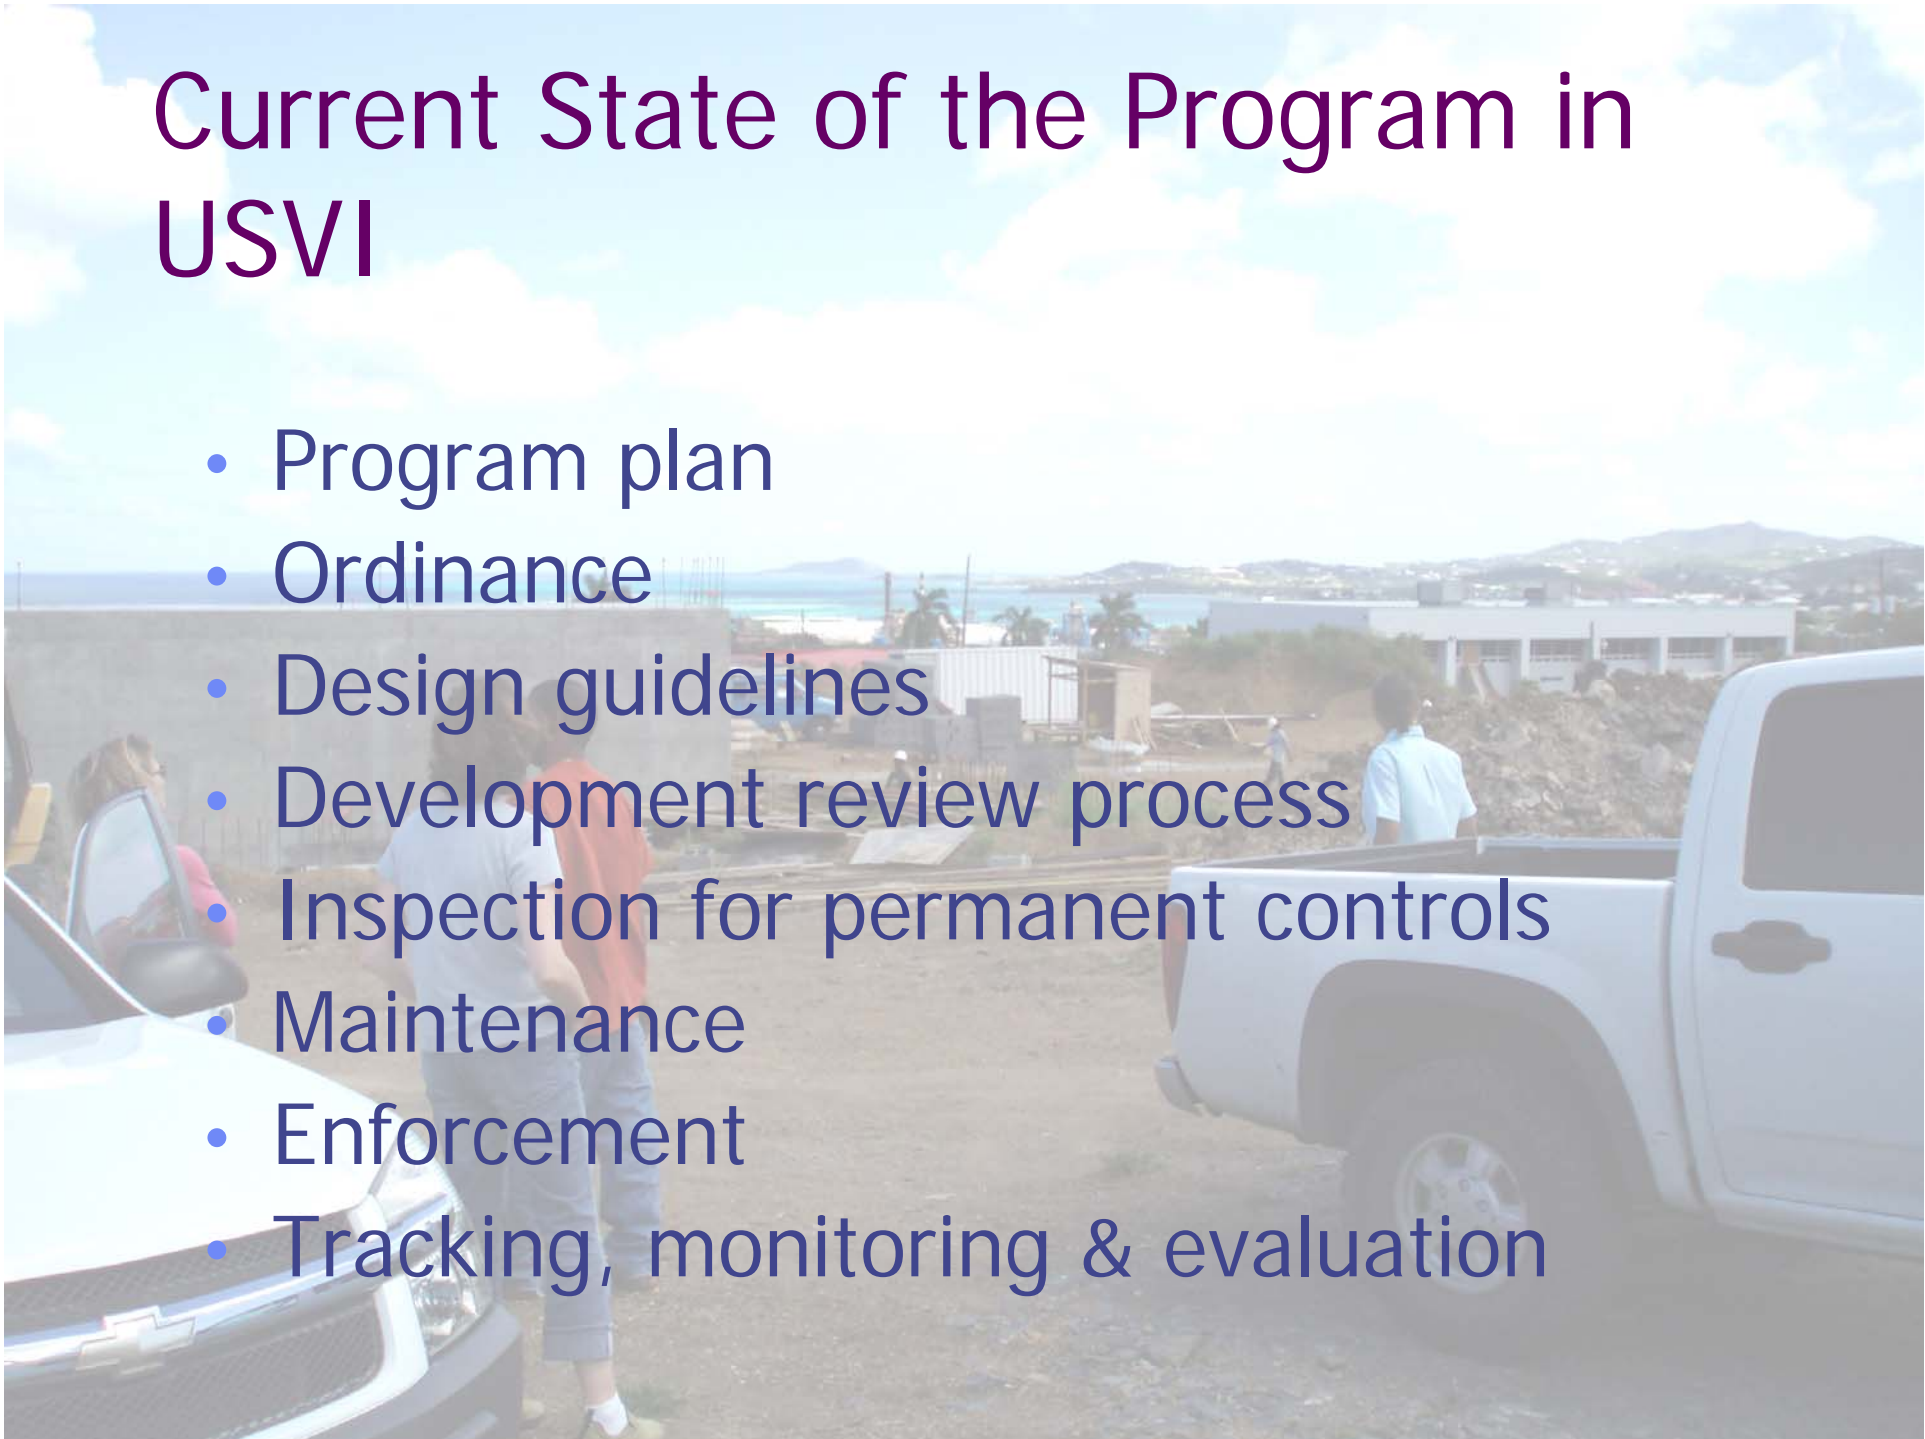 Current State of the Program in
USVI
• Program plan
• Ordinance
• Design guidelines
• Development review process
• Inspection for permanent controls
• Maintenance
• Enforcement
• Tracking, monitoring & evaluation